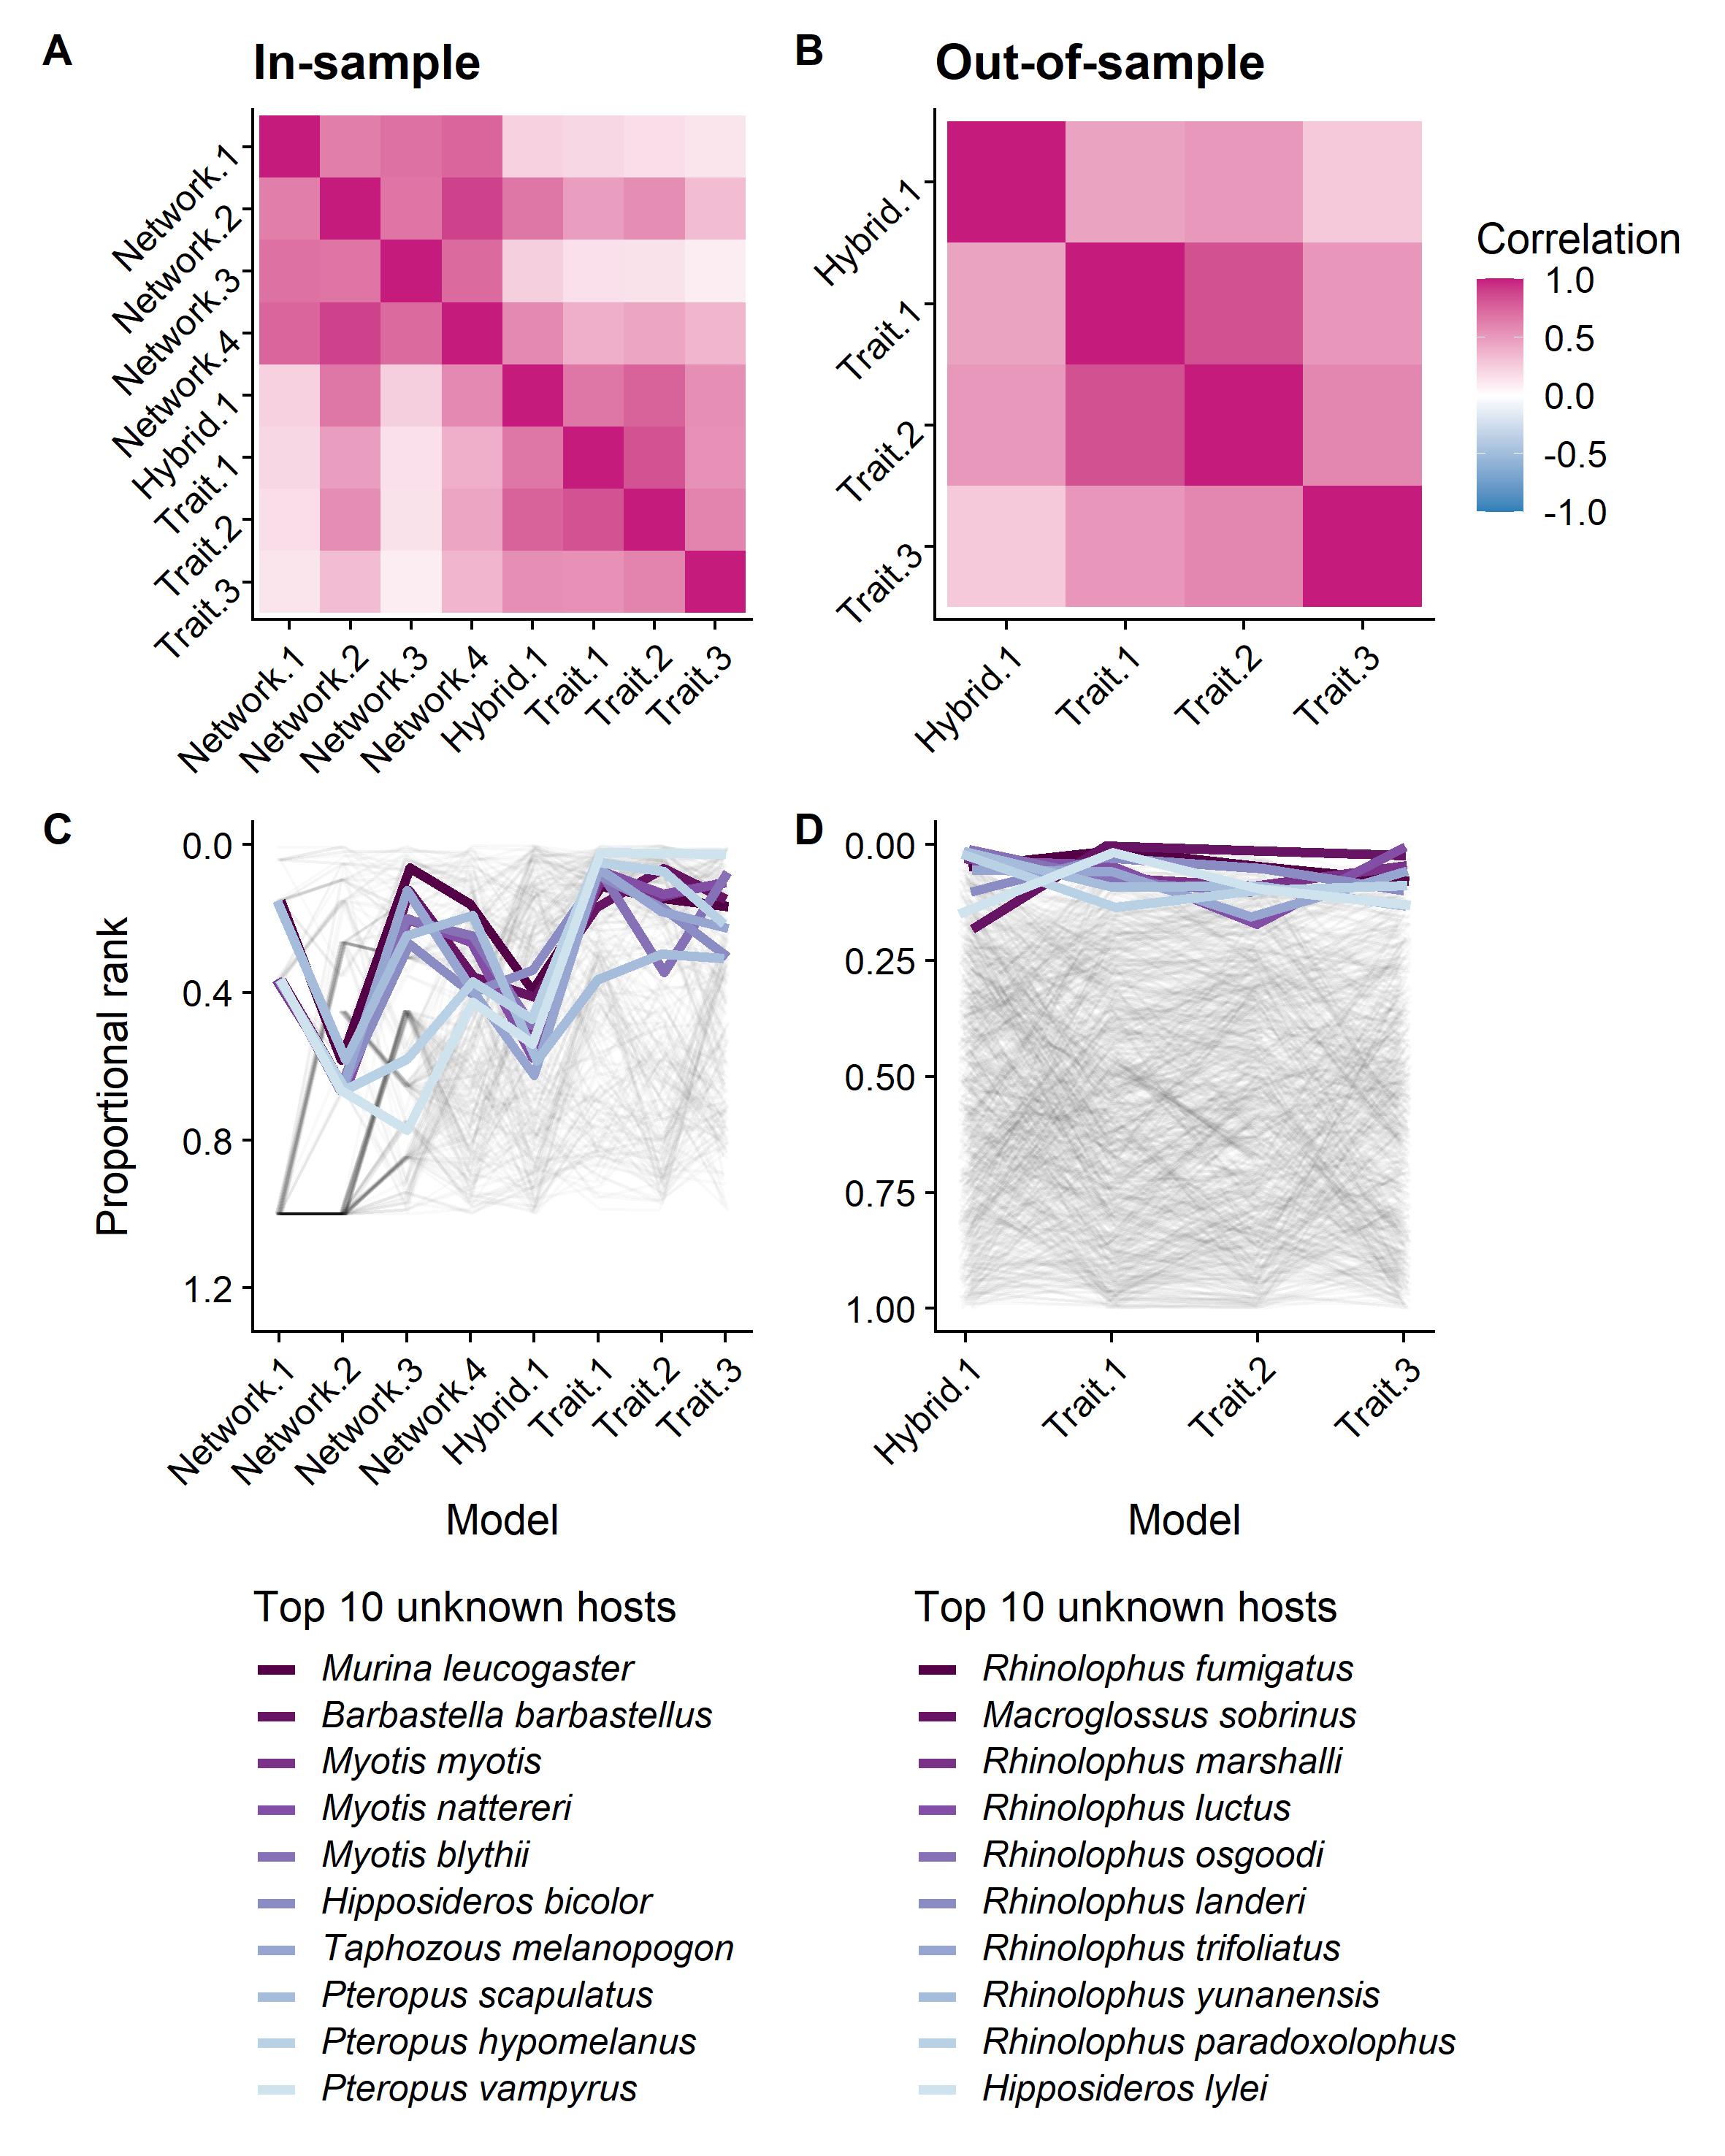 A
In-sample
Network.1
Network.2
Network.3
Network.4
Hybrid.1
Trait.1
Trait.2
Trait.3
Network.1
Network.2
Network.3
Network.4
Hybrid.1
Trait.1
Trait.2
Trait.3
B
Out-of-sample
Hybrid.1
Trait.1
Trait.2
Trait.3
Hybrid.1
Trait.1
Trait.2
Trait.3
Correlation
1.0
0.5
0.0
-0.5
-1.0
C
Proportional rank
0.0
0.4
0.8
1.2
Network.1
Network.2
Network.3
Network.4
Hybrid.1
Trait.1
Trait.2
Trait.3
Model
D
0.00
0.25
0.50
0.75
1.00
Hybrid.1
Trait.1
Trait.2
Trait.3
Model
Top 10 unknown hosts
Murina leucogaster
Barbastella barbastellus
Myotis myotis
Myotis nattereri
Myotis blythii
Hipposideros bicolor
Taphozous melanopogon
Pteropus scapulatus
Pteropus hypomelanus
Pteropus vampyrus
Top 10 unknown hosts
Rhinolophus fumigatus
Macroglossus sobrinus
Rhinolophus marshalli
Rhinolophus luctus
Rhinolophus osgoodi
Rhinolophus landeri
Rhinolophus trifoliatus
Rhinolophus yunanensis
Rhinolophus paradoxolophus
Hipposideros lylei